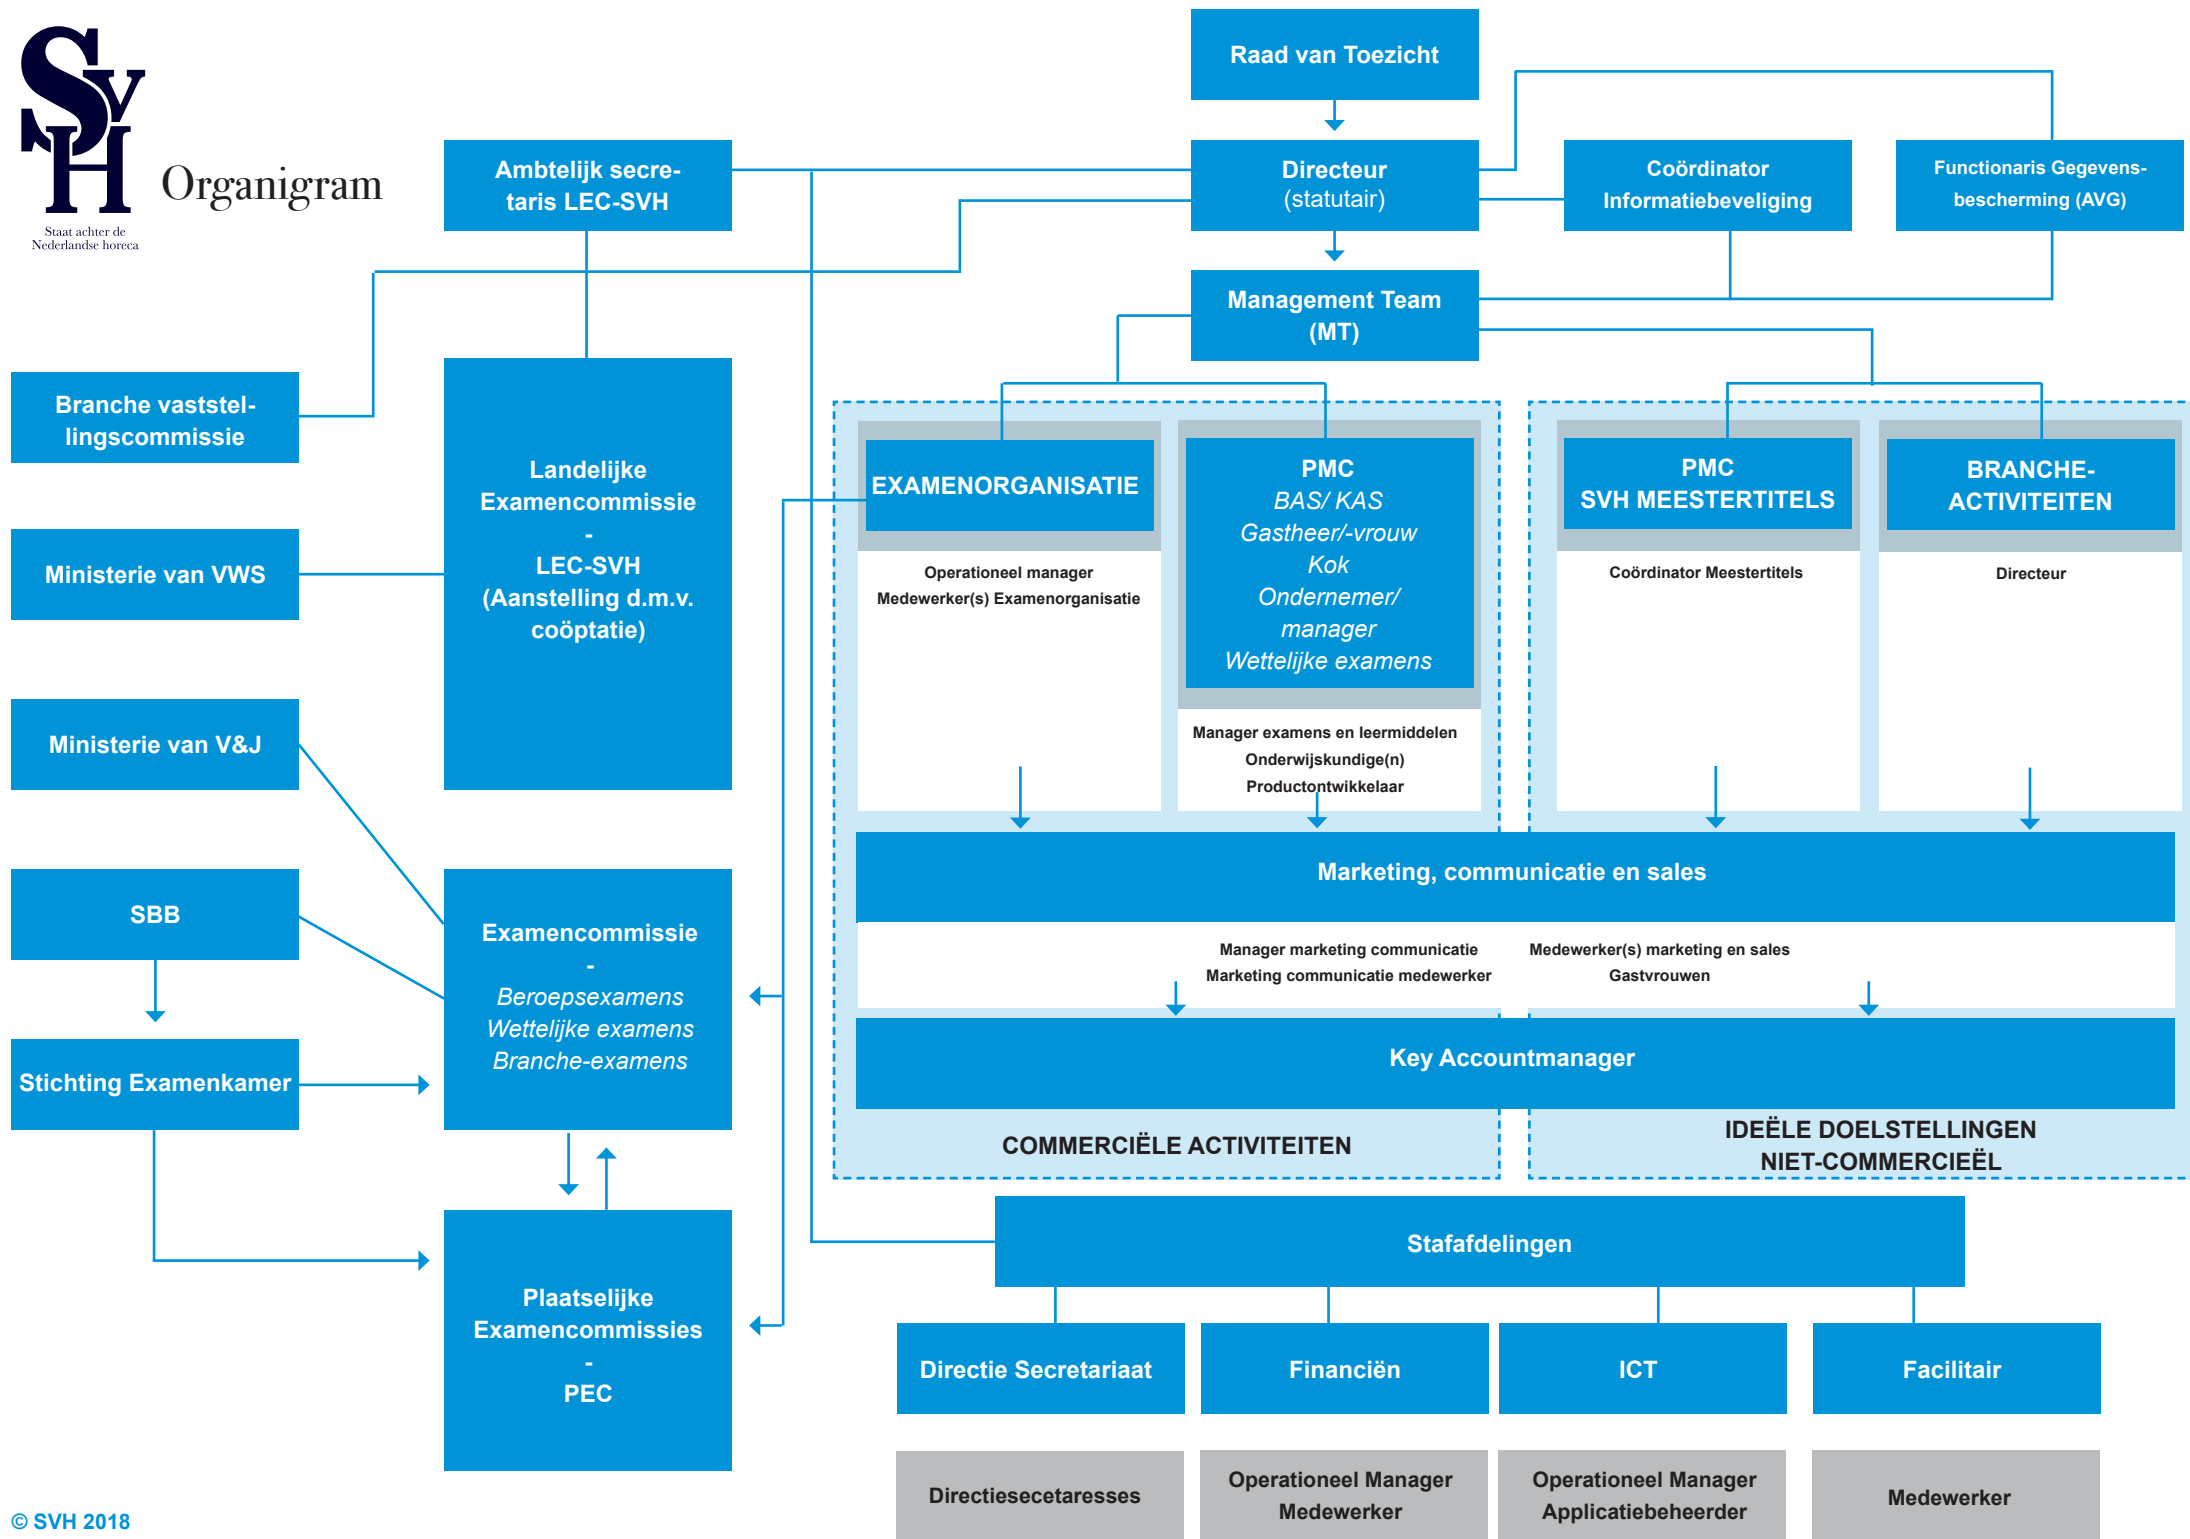 SVH
Organigram
Staat achter de
Nederlandse horeca
Raad van Toezicht
Ambtelijk secre-
taris LEC-SVH
Directeur
(statutair)
Coördinator
Informatiebeveliging
Functionaris Gegevens-
bescherming (AVG)
Management Team
(MT)
Branche vaststel-
lingscommissie
Ministerie van VWS
Ministerie van V&J
SBB
Stichting Examenkamer
Landelijke
Examencommissie
-
LEC-SVH
(Aanstelling d.m.v.
coöptatie)
Examencommissie
-
Beroepsexamens
Wettelijke examens
Branche-examens
Plaatselijke
Examencommissies
-
PEC
EXAMENORGANISATIE
Operationeel manager
Medewerker(s) Examenorganisatie
PMC
BAS/ KAS
Gastheer/-vrouw
Kok
Ondernemer/
manager
Wettelijke examens
Manager examens en leermiddelen
Onderwijskundige(n)
Productontwikkelaar
PMC
SVH MEESTERTITELS
Coördinator Meestertitels
BRANCHE-
ACTIVITEITEN
Directeur
Marketing, communicatie en sales
Manager marketing communicatie
Marketing communicatie medewerker
Medewerker(s) marketing en sales
Gastvrouwen
Key Accountmanager
COMMERCIËLE ACTIVITEITEN
IDEËLE DOELSTELLINGEN
NIET-COMMERCIEËL
Stafafdelingen
Directie Secretariaat
Financiën
ICT
Facilitair
Directiesecetaresses
Operationeel Manager
Medewerker
Operationeel Manager
Applicatiebeheerder
Medewerker
© SVH 2018